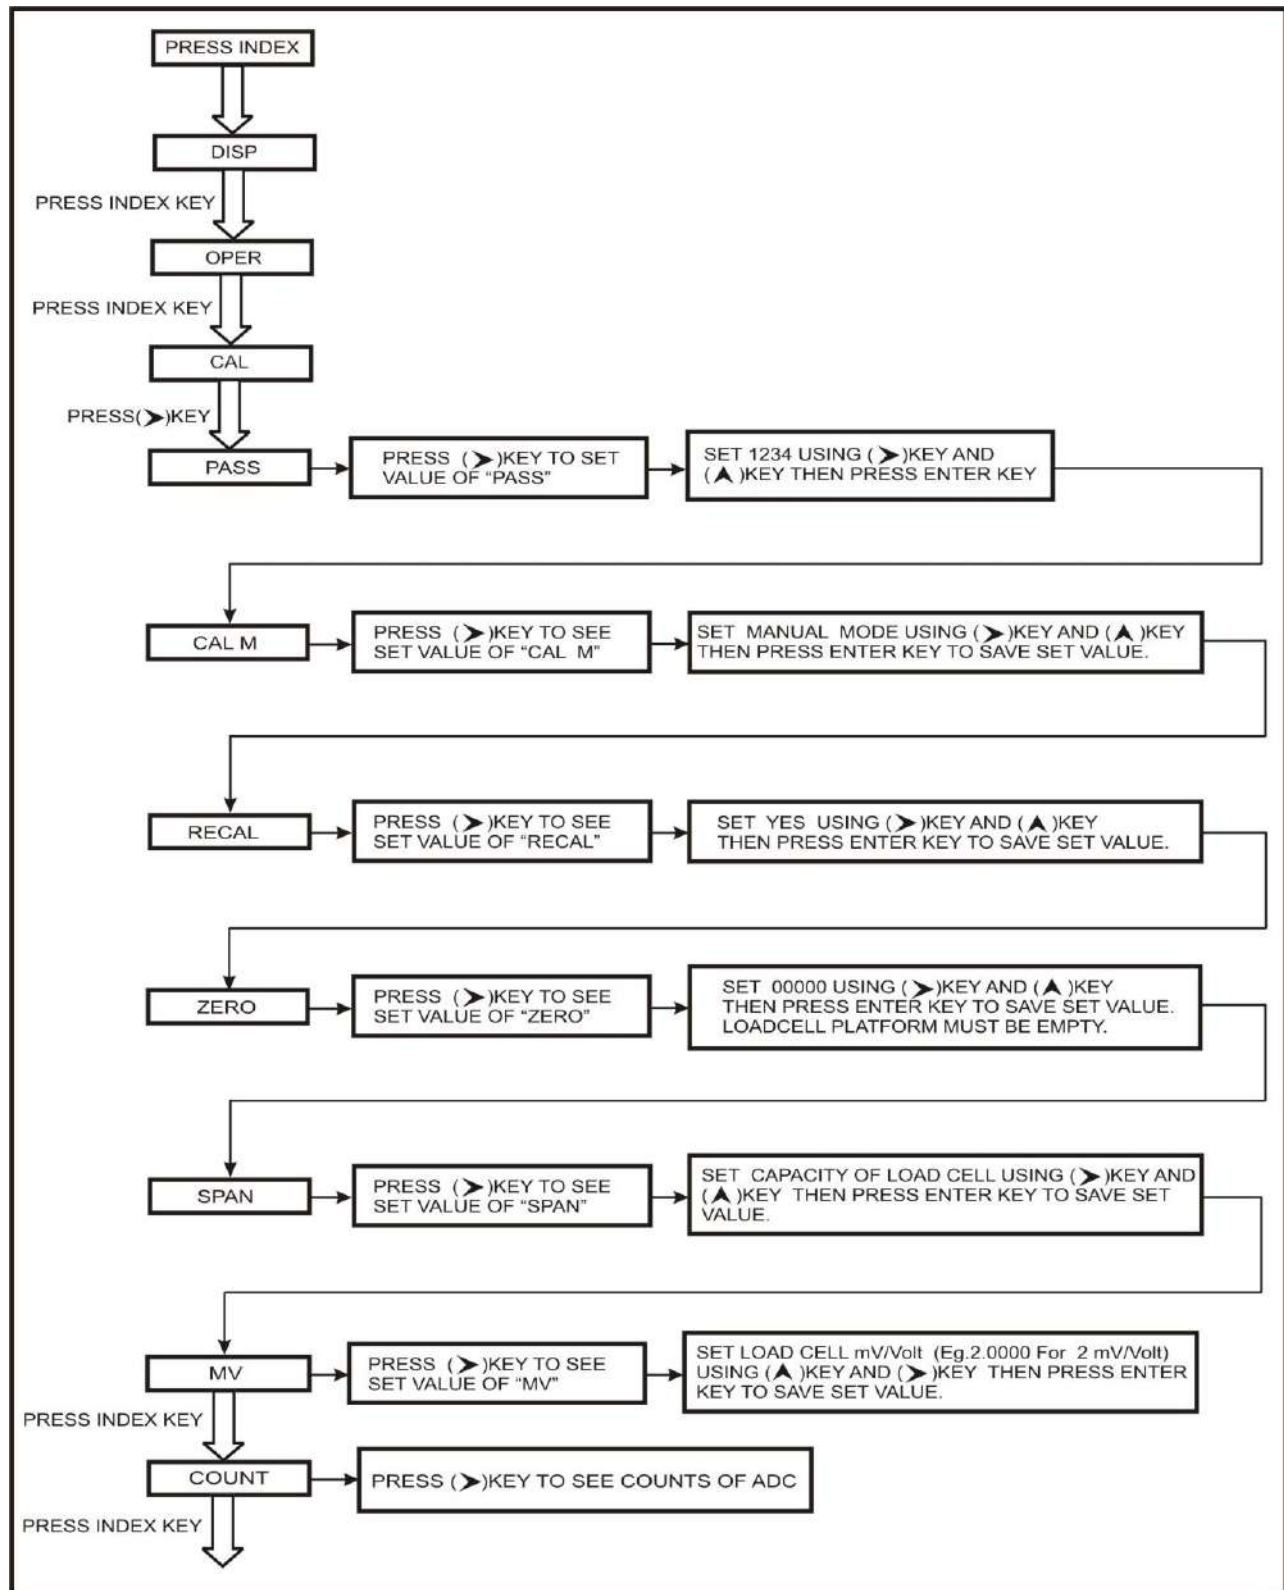 PRESS INDEX
DISP
PRESS INDEX KEY
OPER
PRESS INDEX KEY
CAL
PRESS(➤)KEY
PASS
PRESS (➤)KEY TO SET
VALUE OF “PASS”
SET 1234 USING (➤)KEY AND
(▲)KEY THEN PRESS ENTER KEY
CAL M
PRESS (➤)KEY TO SEE
SET VALUE OF “CAL M”
SET MANUAL MODE USING (➤)KEY AND (▲)KEY
THEN PRESS ENTER KEY TO SAVE SET VALUE.
RECAL
PRESS (➤)KEY TO SEE
SET VALUE OF “RECAL”
SET YES USING (➤)KEY AND (▲)KEY
THEN PRESS ENTER KEY TO SAVE SET VALUE.
ZERO
PRESS (➤)KEY TO SEE
SET VALUE OF “ZERO”
SET 00000 USING (➤)KEY AND (▲)KEY
THEN PRESS ENTER KEY TO SAVE SET VALUE.
LOADCELL PLATFORM MUST BE EMPTY.
SPAN
PRESS (➤)KEY TO SEE
SET VALUE OF “SPAN”
SET CAPACITY OF LOAD CELL USING (➤)KEY AND
(▲)KEY THEN PRESS ENTER KEY TO SAVE SET
VALUE.
MV
PRESS (➤)KEY TO SEE
SET VALUE OF “MV”
SET LOAD CELL mV/Volt (Eg.2.0000 For 2 mV/Volt)
USING (▲)KEY AND (➤)KEY THEN PRESS ENTER
KEY TO SAVE SET VALUE.
PRESS INDEX KEY
COUNT
PRESS (➤)KEY TO SEE COUNTS OF ADC
PRESS INDEX KEY